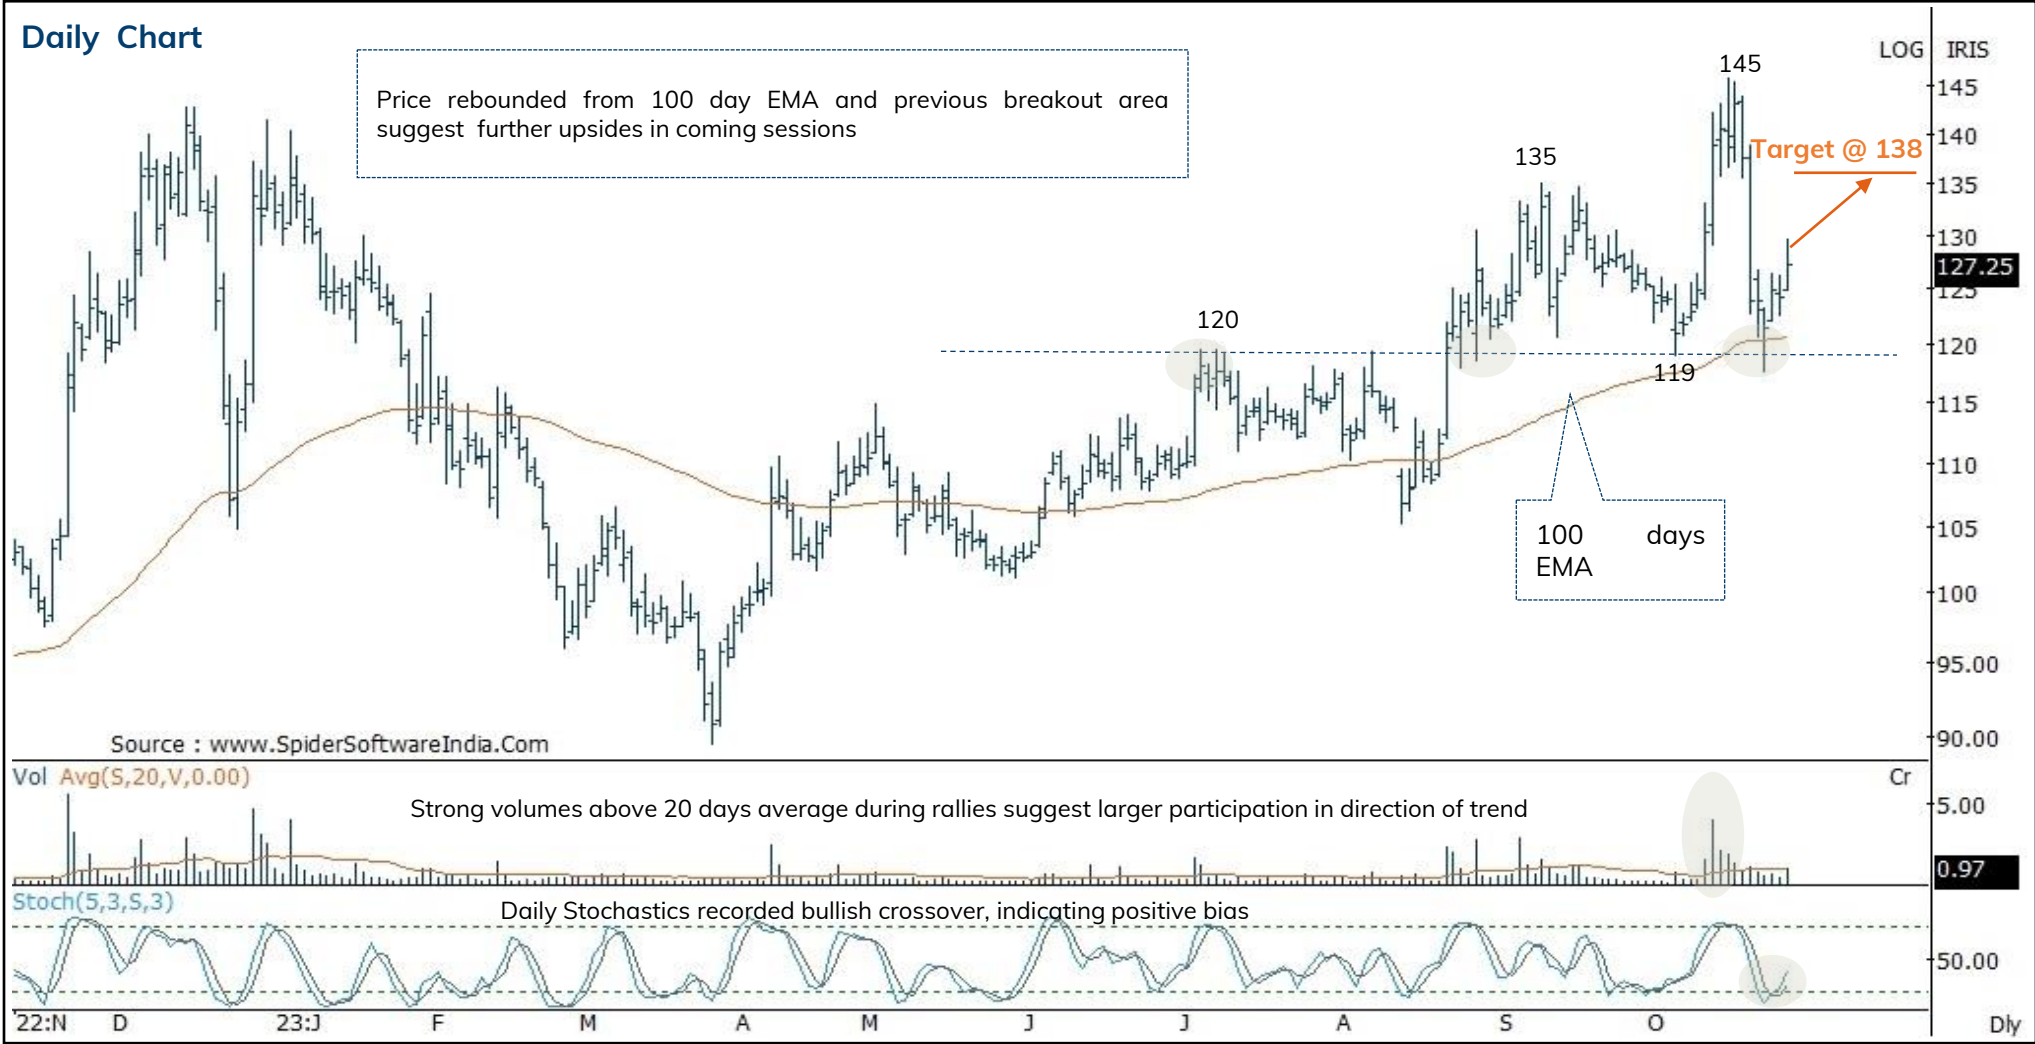 Daily Chart
LOG IRIS
Price rebounded from 100 day EMA and previous breakout area
suggest further upsides in coming sessions
145
145
140
Target @ 138
135
135
130
127.25
125
120
120
119
115
110
100 days
EMA
105
100
95.00
90.00
Source : www.SpiderSoftwareIndia.Com
Vol Avg(S,20,V,0.00)
Cr
Strong volumes above 20 days average during rallies suggest larger participation in direction of trend
5.00
0.97
Stoch(5,3,S,3)
Daily Stochastics recorded bullish crossover, indicating positive bias
50.00
'22:N D 23:J F M A M J J A S O Dly